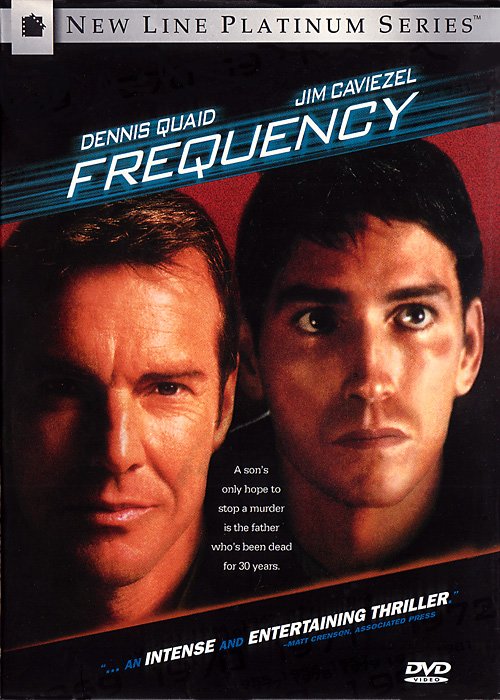 NEW LINE PLATINUM SERIES™
DENNIS QUAID
JIM CAVIEZEL
FREQUENCY
A son's
only hope to
stop a murder
is the father
who's been dead
for 30 years.
"... AN INTENSE AND ENTERTAINING THRILLER."
–MATT CRENSON, ASSOCIATED PRESS
DVD
VIDEO